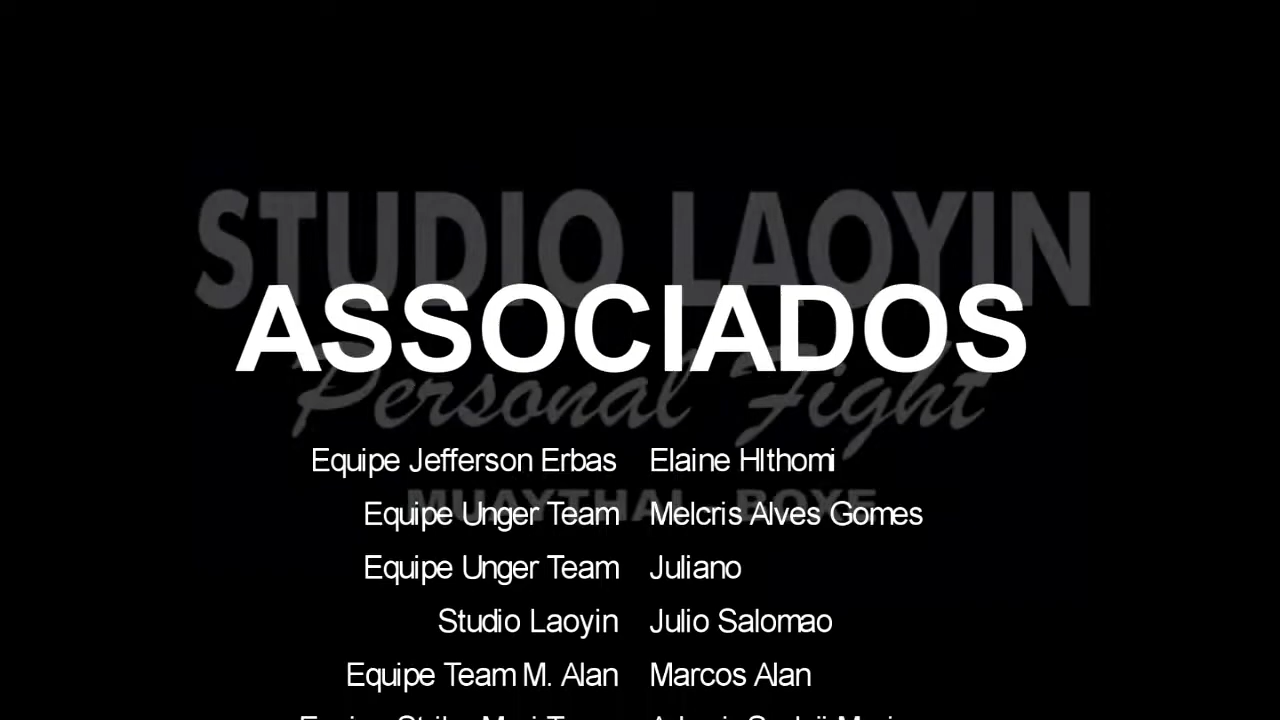 STUDIO LAOYIN
ASSOCIADOS
Personal Fight
Equipe Jefferson Erbas Elaine HIthomi
MUAYTHAI - BOXE
Equipe Unger Team Melcris Alves Gomes
Equipe Unger Team Juliano
Studio Laoyin Julio Salomao
Equipe Team M. Alan Marcos Alan